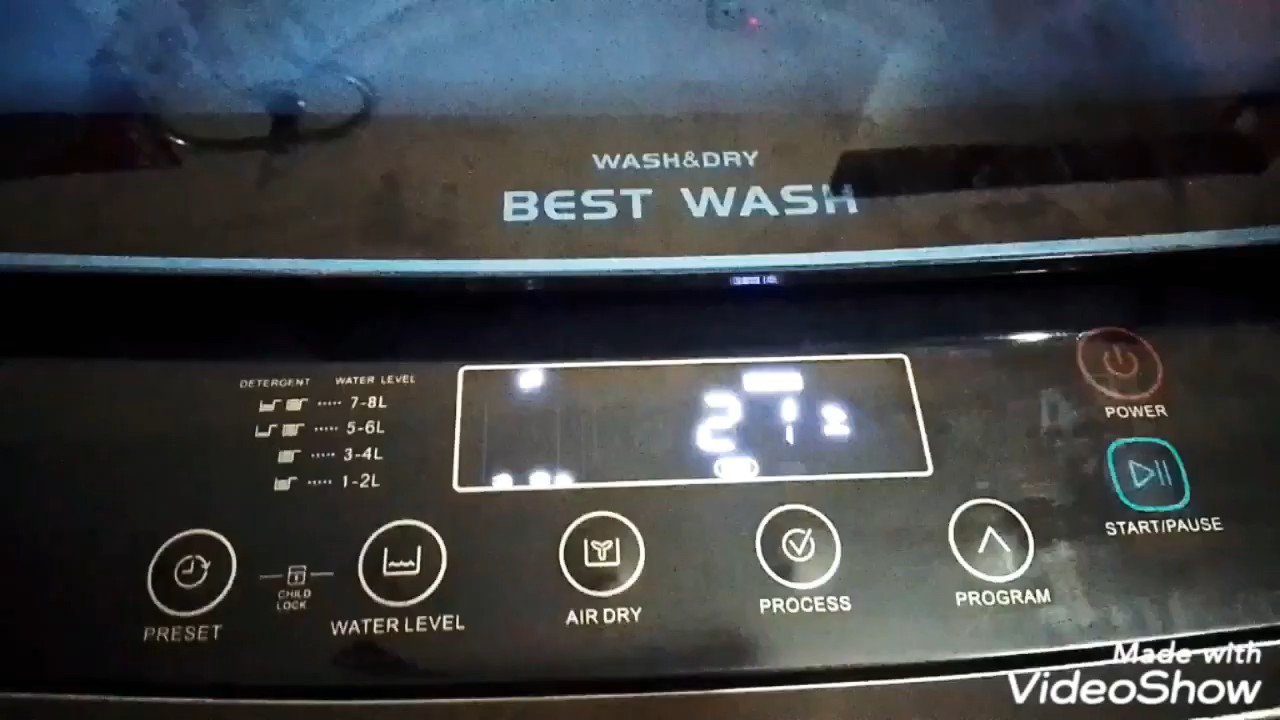 WASH&DRY
BEST WASH
DETERGENT WATER LEVEL
..... 7-8L
..... 5-6L
..... 3-4L
..... 1-2L
POWER
START/PAUSE
PRESET
CHILD
LOCK
WATER LEVEL
AIR DRY
PROCESS
PROGRAM
Made with
VideoShow